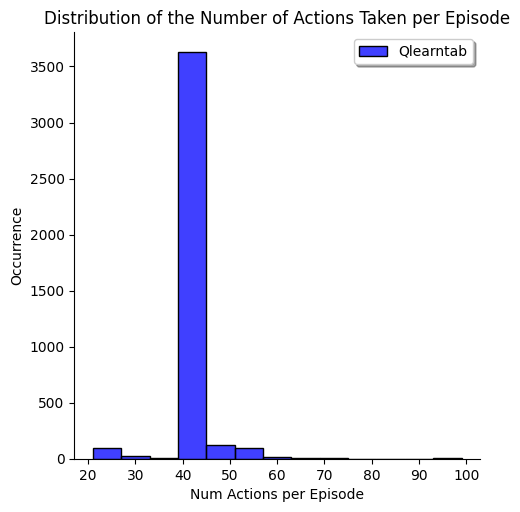 Distribution of the Number of Actions Taken per Episode
Qlearntab
3500
3000
2500
2000
1500
1000
500
0
Occurrence
20 30 40 50 60 70 80 90 100
Num Actions per Episode